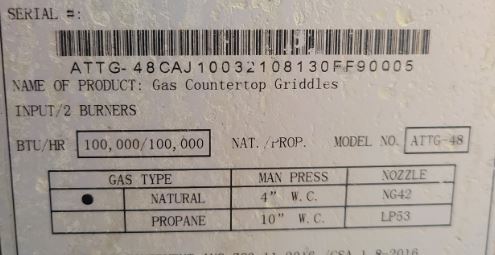 SERIAL #:
ATTG-48CAJ10032108130FF90005
NAME OF PRODUCT: Gas Countertop Griddles
INPUT/2 BURNERS
BTU/HR 100,000/100,000 NAT./PROP. MODEL NO. ATTG-48
GAS TYPE MAN PRESS NOZZLE
● NATURAL 4" W.C. NG42
PROPANE 10" W.C. LP53